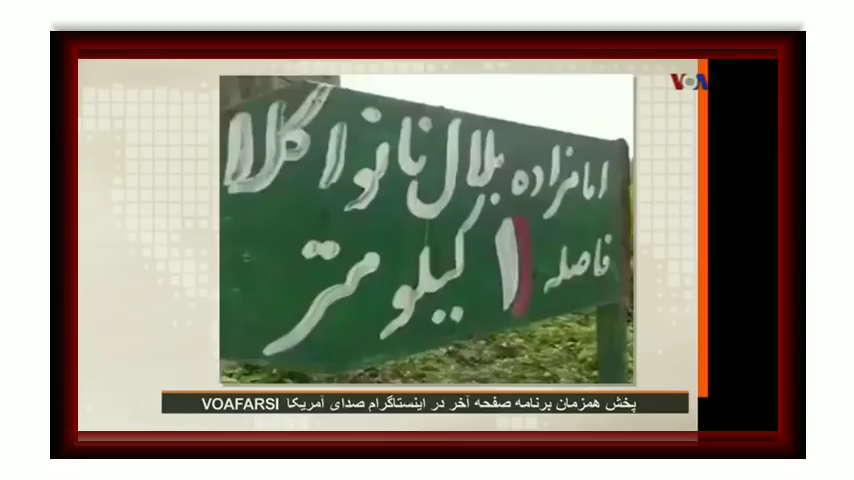 VOA
امامزاده بلال نانوا کلا
فاصله ۱ کیلومتر
پخش همزمان برنامه صفحه آخر در اینستاگرام صدای آمریکا VOAFARSI